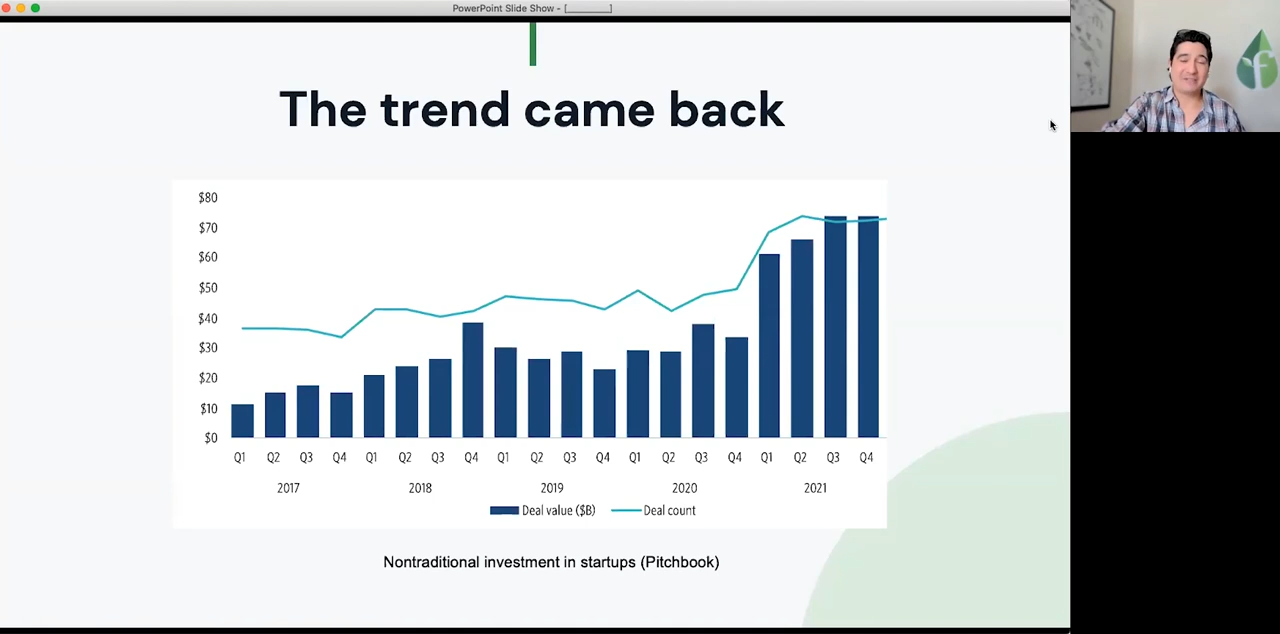 PowerPoint Slide Show - [________]
The trend came back
$80
$70
$60
$50
$40
$30
$20
$10
$0
Q1 Q2 Q3 Q4 Q1 Q2 Q3 Q4 Q1 Q2 Q3 Q4 Q1 Q2 Q3 Q4 Q1 Q2 Q3 Q4
2017 2018 2019 2020 2021
Deal value ($B) Deal count
Nontraditional investment in startups (Pitchbook)
f